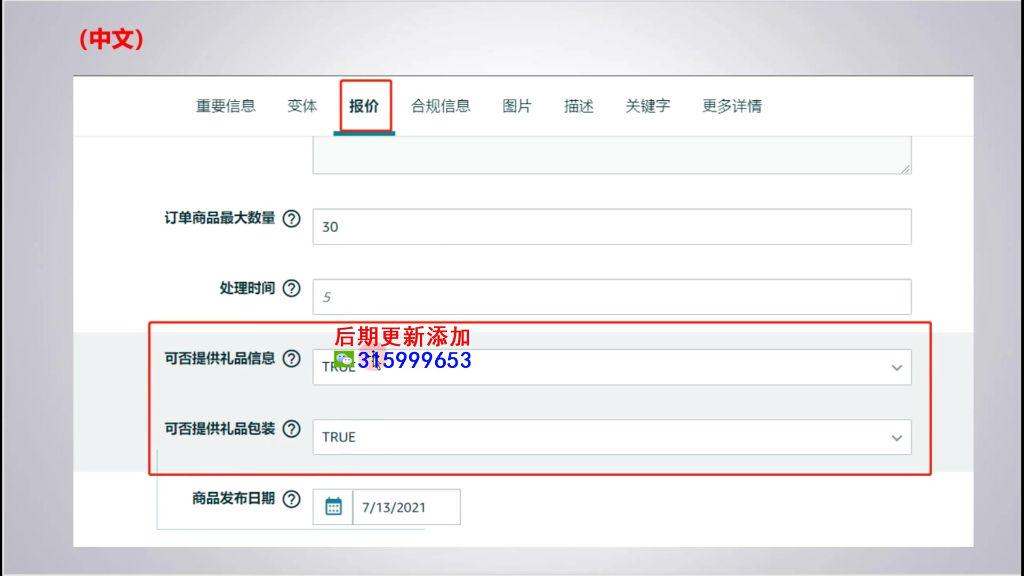 (中文)
重要信息 变体 报价 合规信息 图片 描述 关键字 更多详情
订单商品最大数量 30
处理时间 5
后期更新添加
可否提供礼品信息 TRUE
315999653
可否提供礼品包装 TRUE
商品发布日期 7/13/2021